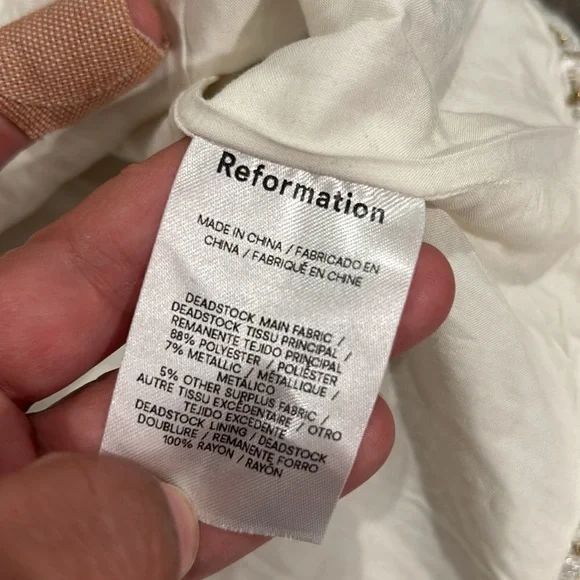 Reformation
MADE IN CHINA / FABRICADO EN
CHINA / FABRIQUÉ EN CHINE
DEADSTOCK MAIN FABRIC /
DEADSTOCK TISSU PRINCIPAL /
REMANENTE TEJIDO PRINCIPAL
88% POLYESTER / POLIÉSTER
7% METALLIC / MÉTALLIQUE /
METÁLICO
5% OTHER SURPLUS FABRIC /
AUTRE TISSU EXCÉDENTAIRE / OTRO
TEJIDO EXCEDENTE
DEADSTOCK LINING / DEADSTOCK
DOUBLURE / REMANENTE FORRO
100% RAYON / RAYÓN